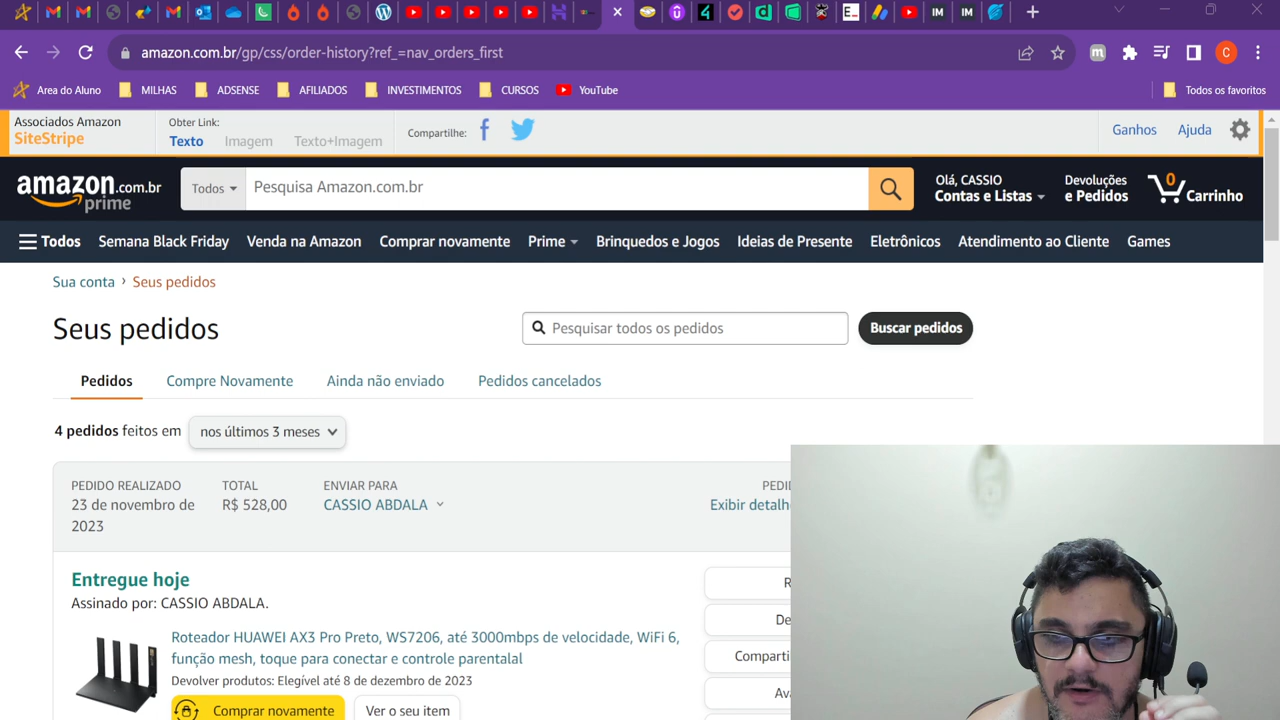 amazon.com.br/gp/css/order-history?ref_=nav_orders_first
Area do Aluno MILHAS ADSENSE AFILIADOS INVESTIMENTOS CURSOS YouTube Todos os favoritos
Associados Amazon
SiteStripe
Obter Link:
Texto Imagem Texto+Imagem
Compartilhe:
Ganhos Ajuda
amazon.com.br
prime
Todos
Pesquisa Amazon.com.br
Olá, CASSIO
Contas e Listas
Devoluções
e Pedidos
0
Carrinho
Todos Semana Black Friday Venda na Amazon Comprar novamente Prime Brinquedos e Jogos Ideias de Presente Eletrônicos Atendimento ao Cliente Games
Sua conta › Seus pedidos
Seus pedidos
Pesquisar todos os pedidos
Buscar pedidos
Pedidos Compre Novamente Ainda não enviado Pedidos cancelados
4 pedidos feitos em nos últimos 3 meses
PEDIDO REALIZADO
23 de novembro de
2023
TOTAL
R$ 528,00
ENVIAR PARA
CASSIO ABDALA
PEDI
Exibir detalh
Entregue hoje
Assinado por: CASSIO ABDALA.
Roteador HUAWEI AX3 Pro Preto, WS7206, até 3000mbps de velocidade, WiFi 6,
função mesh, toque para conectar e controle parentalal
Devolver produtos: Elegível até 8 de dezembro de 2023
Comprar novamente
Ver o seu item
R
De
Comparti
Av